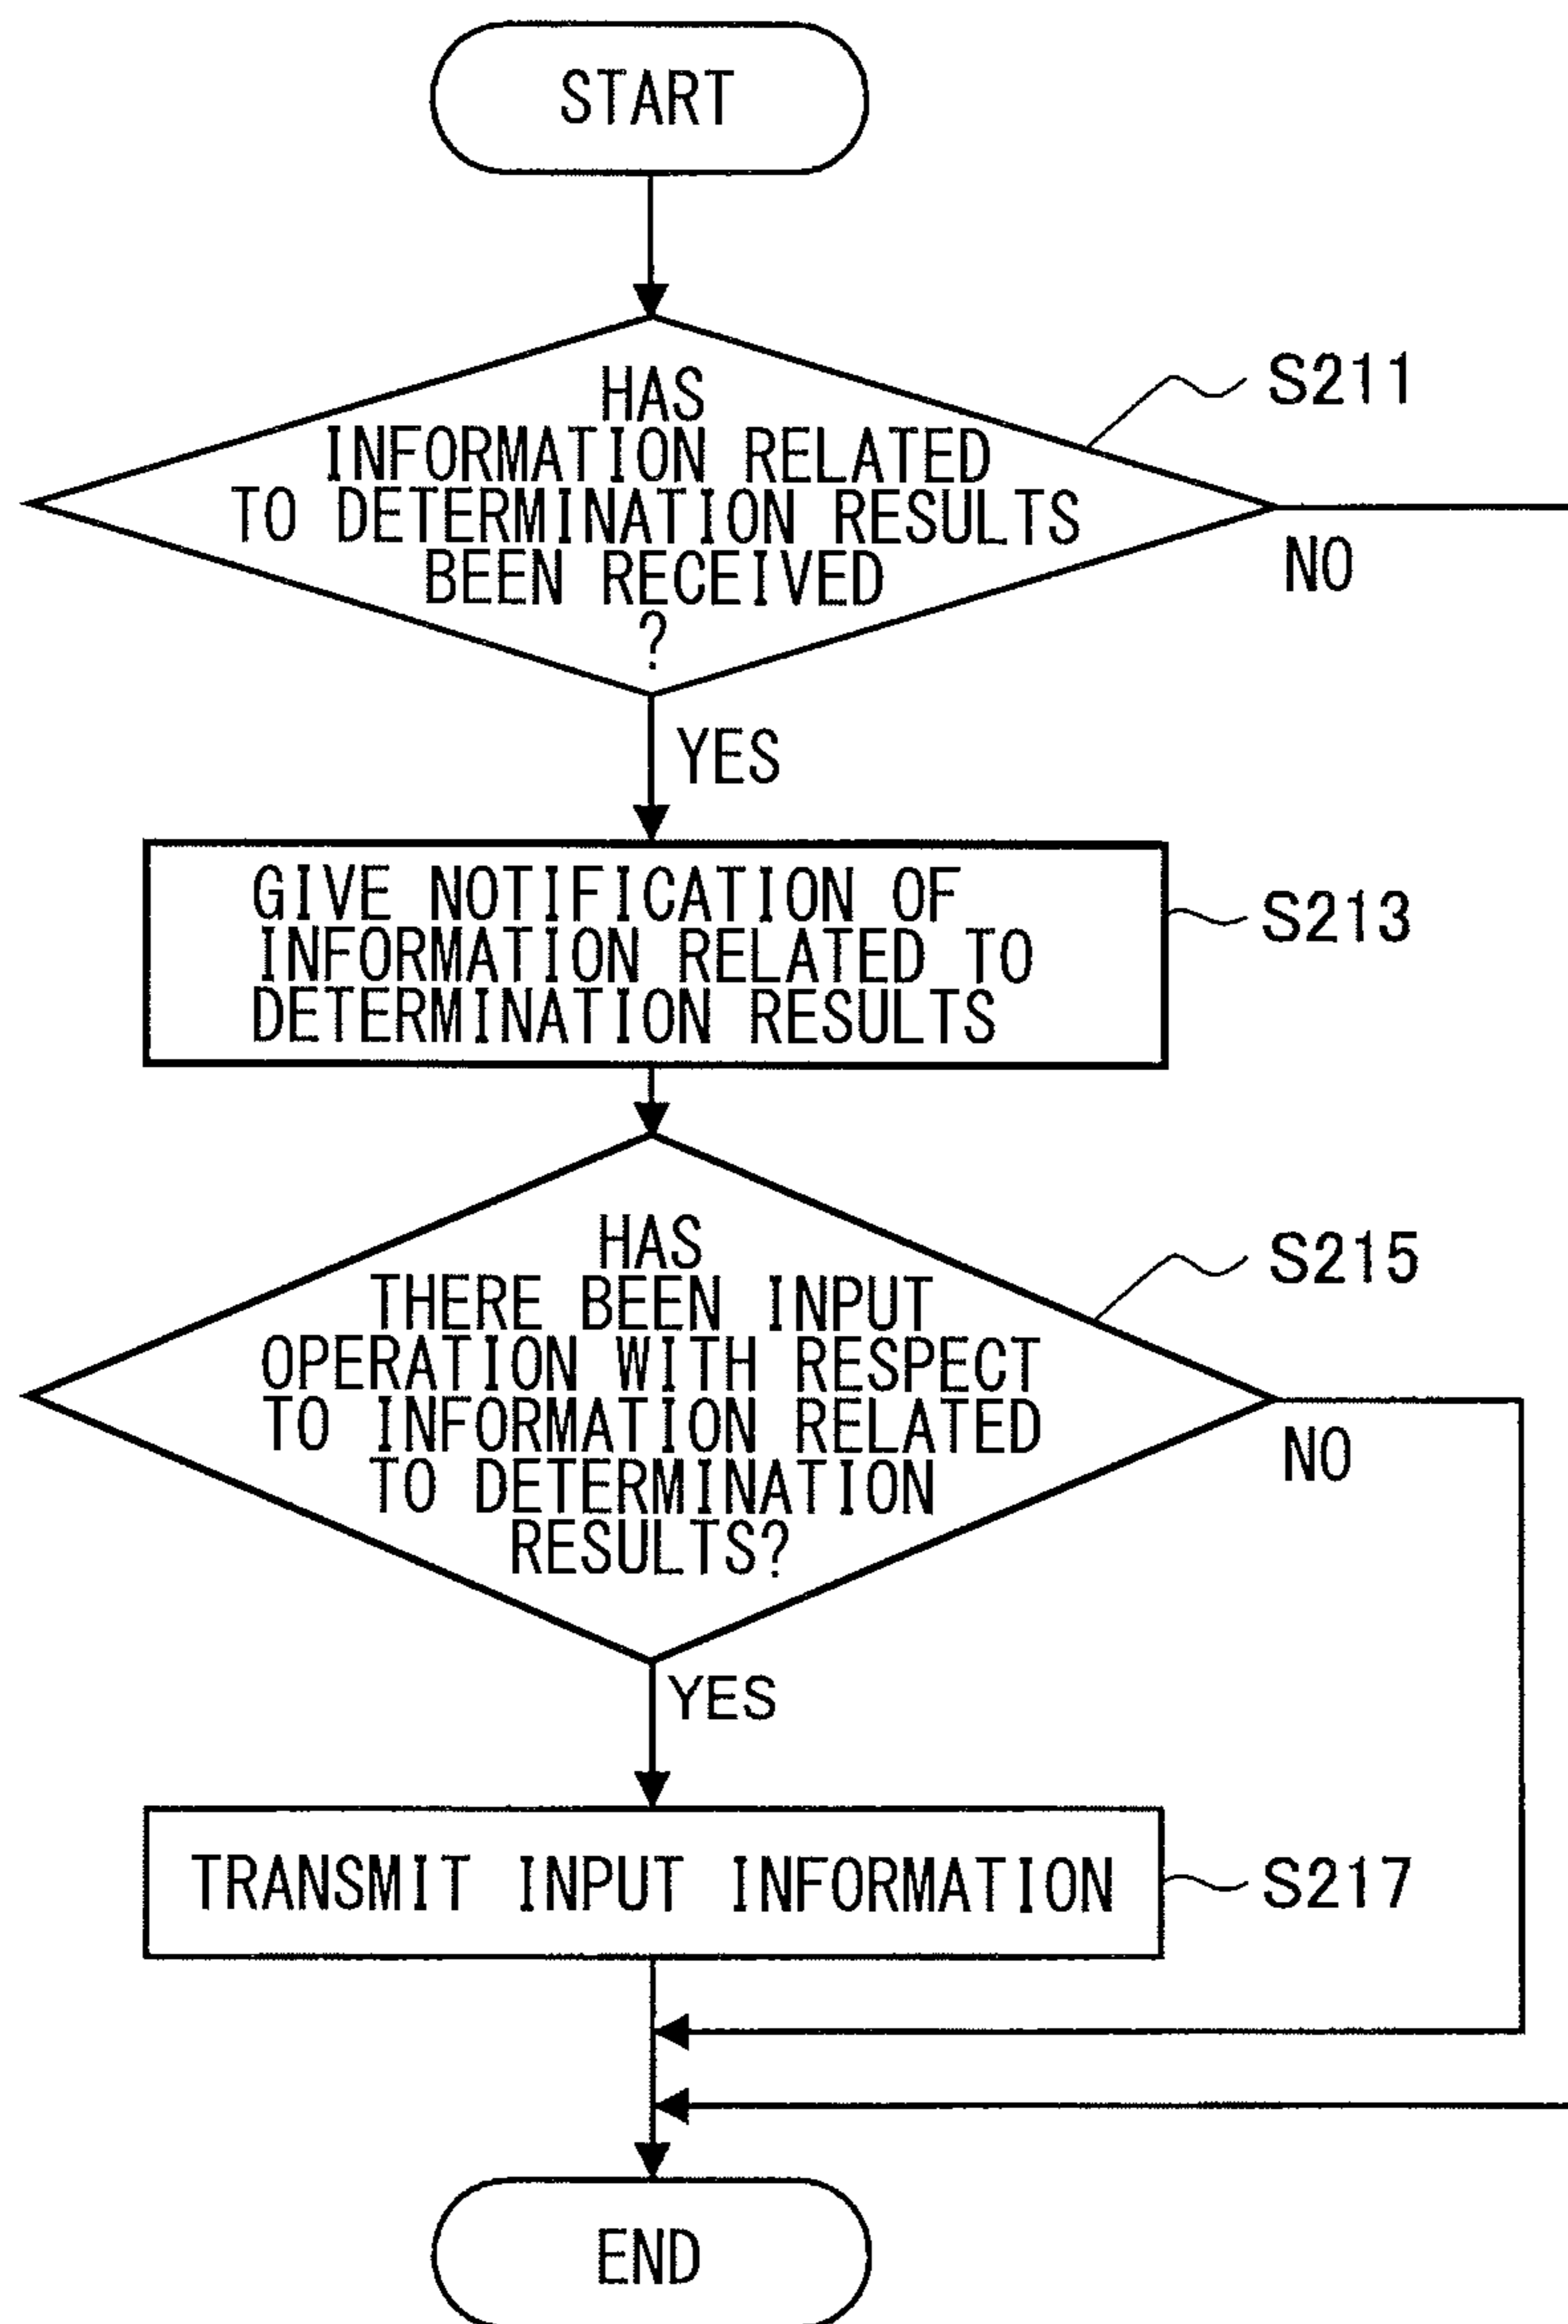 START
HAS
INFORMATION RELATED
TO DETERMINATION RESULTS
BEEN RECEIVED
?
S211
NO
YES
GIVE NOTIFICATION OF
INFORMATION RELATED TO
DETERMINATION RESULTS
S213
HAS
THERE BEEN INPUT
OPERATION WITH RESPECT
TO INFORMATION RELATED
TO DETERMINATION
RESULTS?
S215
NO
YES
TRANSMIT INPUT INFORMATION
S217
END